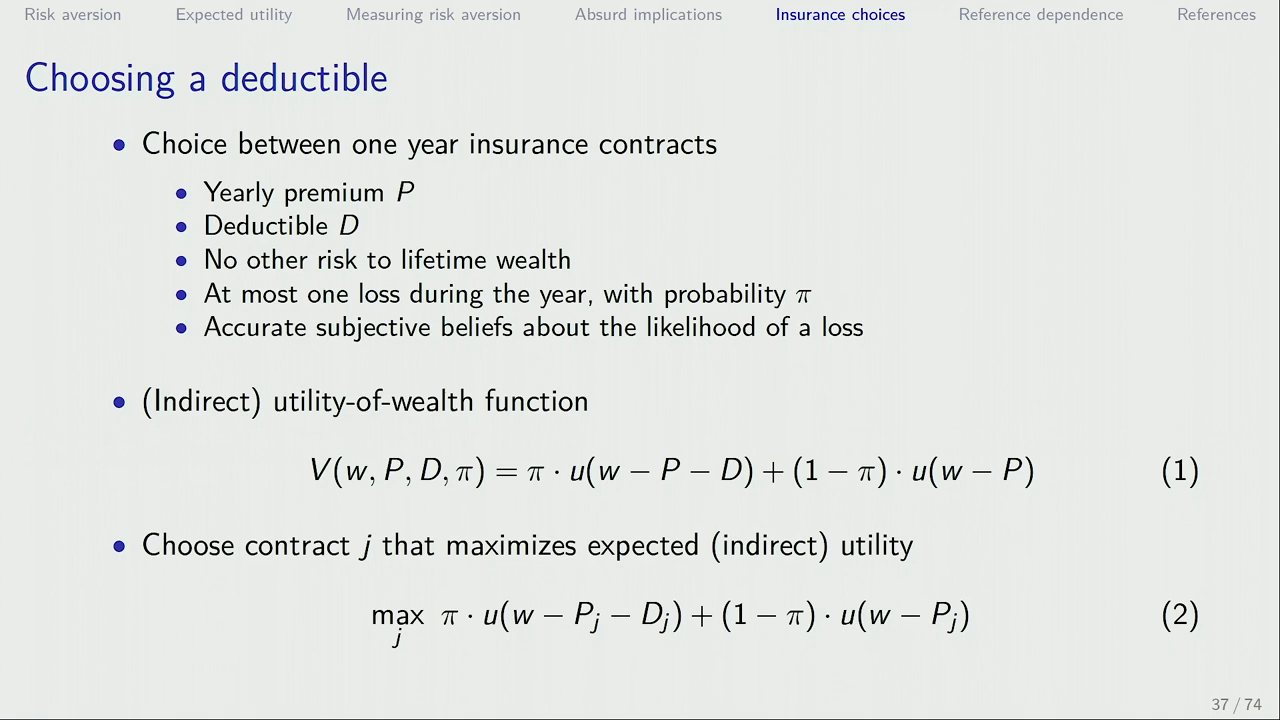 Risk aversion Expected utility Measuring risk aversion Absurd implications Insurance choices Reference dependence References
Choosing a deductible
• Choice between one year insurance contracts
• Yearly premium P
• Deductible D
• No other risk to lifetime wealth
• At most one loss during the year, with probability π
• Accurate subjective beliefs about the likelihood of a loss
• (Indirect) utility-of-wealth function
V(w, P, D, π) = π · u(w − P − D) + (1 − π) · u(w − P) (1)
• Choose contract j that maximizes expected (indirect) utility
max π · u(w − Pj − Dj) + (1 − π) · u(w − Pj) (2)
j
37 / 74